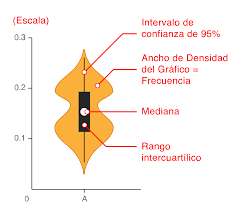 (Escala)
Intervalo de
confianza de 95%
0.3
Ancho de Densidad
del Gráfico =
Frecuencia
0.2
Mediana
0.1
Rango
intercuartílico
0
A